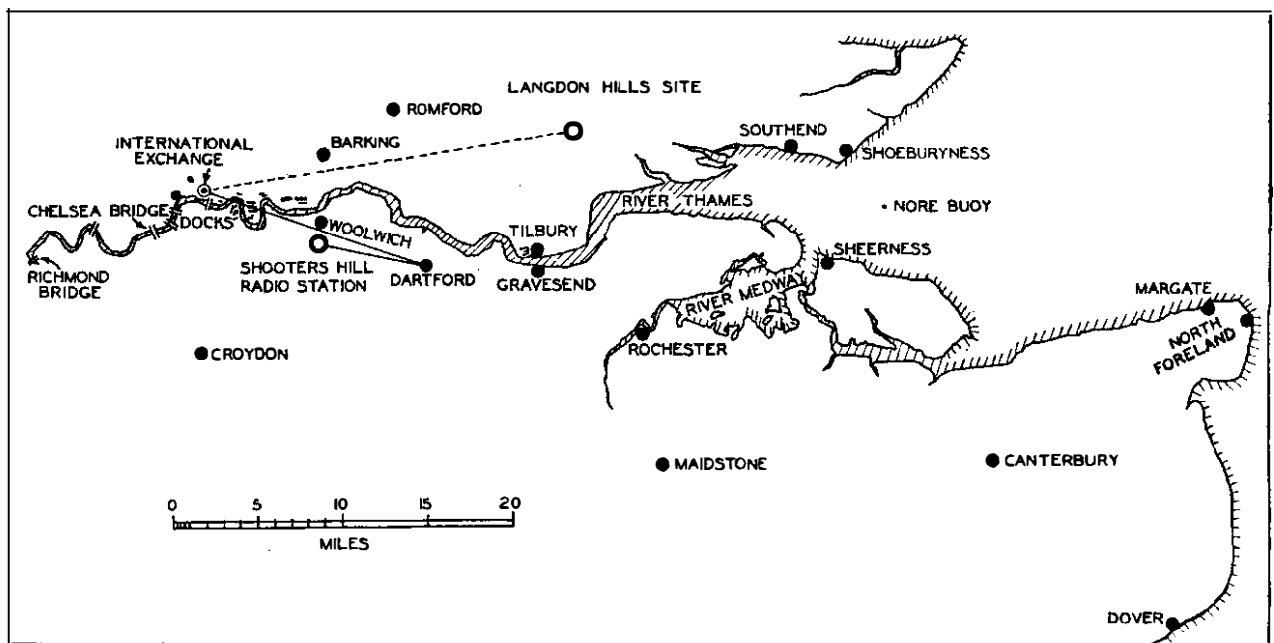 LANGDON HILLS SITE
ROMFORD
INTERNATIONAL
EXCHANGE
BARKING
SOUTHEND
SHOEBURYNESS
CHELSEA BRIDGE
DOCKS
RIVER THAMES
NORE BUOY
WOOLWICH
TILBURY
RICHMOND
BRIDGE
SHOOTERS HILL
RADIO STATION
DARTFORD
GRAVESEND
SHEERNESS
RIVER MEDWAY
MARGATE
NORTH
FORELAND
ROCHESTER
CROYDON
MAIDSTONE
CANTERBURY
0 5 10 15 20
MILES
DOVER